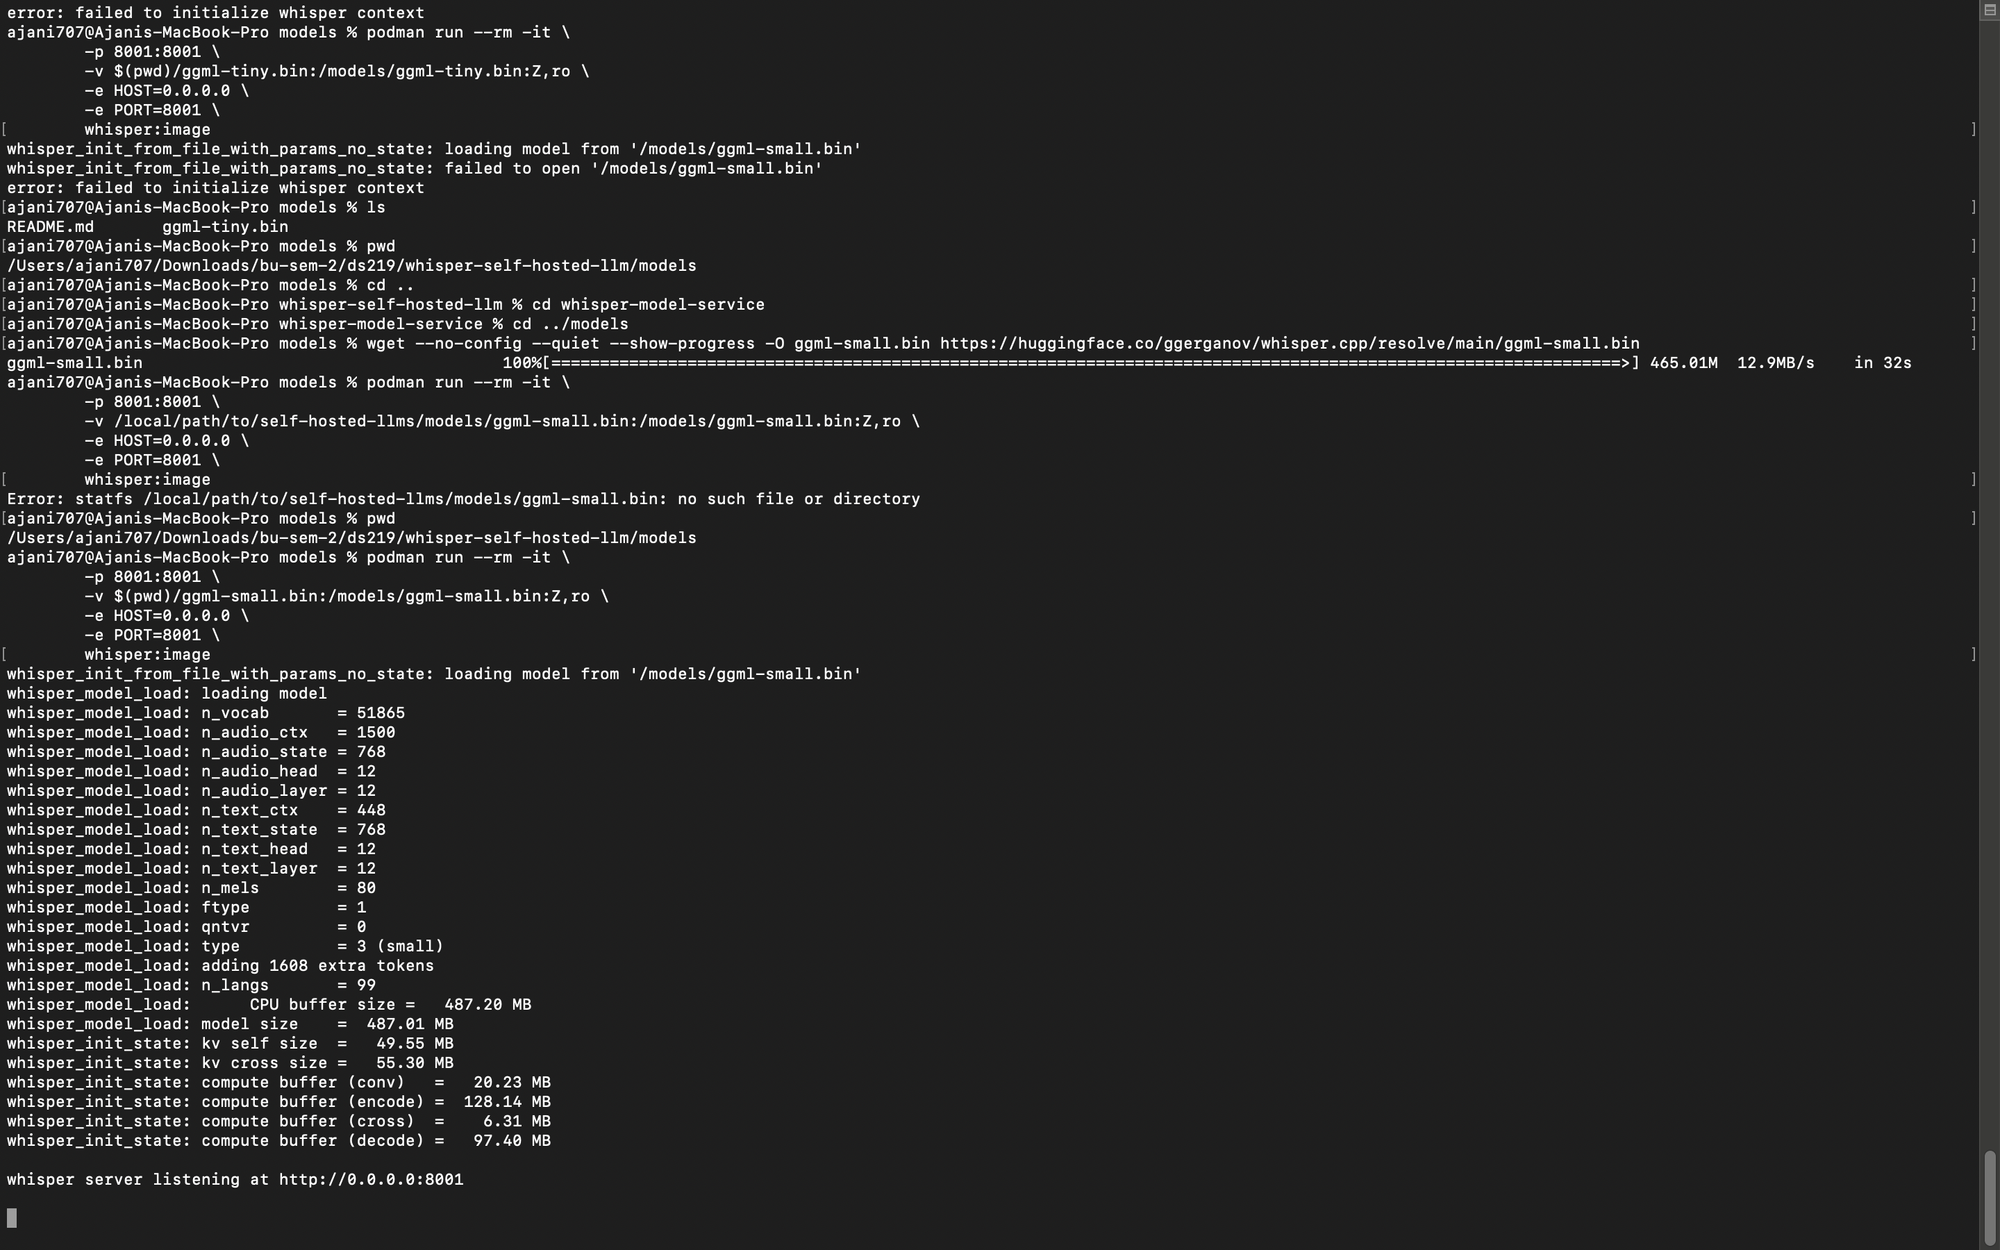 error: failed to initialize whisper context
ajani707@Ajanis-MacBook-Pro models % podman run --rm -it \
        -p 8001:8001 \
        -v $(pwd)/ggml-tiny.bin:/models/ggml-tiny.bin:Z,ro \
        -e HOST=0.0.0.0 \
        -e PORT=8001 \
[        whisper:image ]
whisper_init_from_file_with_params_no_state: loading model from '/models/ggml-small.bin'
whisper_init_from_file_with_params_no_state: failed to open '/models/ggml-small.bin'
error: failed to initialize whisper context
[ajani707@Ajanis-MacBook-Pro models % ls ]
README.md       ggml-tiny.bin
[ajani707@Ajanis-MacBook-Pro models % pwd ]
/Users/ajani707/Downloads/bu-sem-2/ds219/whisper-self-hosted-llm/models
[ajani707@Ajanis-MacBook-Pro models % cd .. ]
[ajani707@Ajanis-MacBook-Pro whisper-self-hosted-llm % cd whisper-model-service ]
[ajani707@Ajanis-MacBook-Pro whisper-model-service % cd ../models ]
[ajani707@Ajanis-MacBook-Pro models % wget --no-config --quiet --show-progress -O ggml-small.bin https://huggingface.co/ggerganov/whisper.cpp/resolve/main/ggml-small.bin ]
ggml-small.bin                                     100%[==============================================================================================================>] 465.01M  12.9MB/s    in 32s
ajani707@Ajanis-MacBook-Pro models % podman run --rm -it \
        -p 8001:8001 \
        -v /local/path/to/self-hosted-llms/models/ggml-small.bin:/models/ggml-small.bin:Z,ro \
        -e HOST=0.0.0.0 \
        -e PORT=8001 \
[        whisper:image ]
Error: statfs /local/path/to/self-hosted-llms/models/ggml-small.bin: no such file or directory
[ajani707@Ajanis-MacBook-Pro models % pwd ]
/Users/ajani707/Downloads/bu-sem-2/ds219/whisper-self-hosted-llm/models
ajani707@Ajanis-MacBook-Pro models % podman run --rm -it \
        -p 8001:8001 \
        -v $(pwd)/ggml-small.bin:/models/ggml-small.bin:Z,ro \
        -e HOST=0.0.0.0 \
        -e PORT=8001 \
[        whisper:image ]
whisper_init_from_file_with_params_no_state: loading model from '/models/ggml-small.bin'
whisper_model_load: loading model
whisper_model_load: n_vocab       = 51865
whisper_model_load: n_audio_ctx   = 1500
whisper_model_load: n_audio_state = 768
whisper_model_load: n_audio_head  = 12
whisper_model_load: n_audio_layer = 12
whisper_model_load: n_text_ctx    = 448
whisper_model_load: n_text_state  = 768
whisper_model_load: n_text_head   = 12
whisper_model_load: n_text_layer  = 12
whisper_model_load: n_mels        = 80
whisper_model_load: ftype         = 1
whisper_model_load: qntvr         = 0
whisper_model_load: type          = 3 (small)
whisper_model_load: adding 1608 extra tokens
whisper_model_load: n_langs       = 99
whisper_model_load:      CPU buffer size =   487.20 MB
whisper_model_load: model size    =  487.01 MB
whisper_init_state: kv self size  =   49.55 MB
whisper_init_state: kv cross size =   55.30 MB
whisper_init_state: compute buffer (conv)   =   20.23 MB
whisper_init_state: compute buffer (encode) =  128.14 MB
whisper_init_state: compute buffer (cross)  =    6.31 MB
whisper_init_state: compute buffer (decode) =   97.40 MB
whisper server listening at http://0.0.0.0:8001